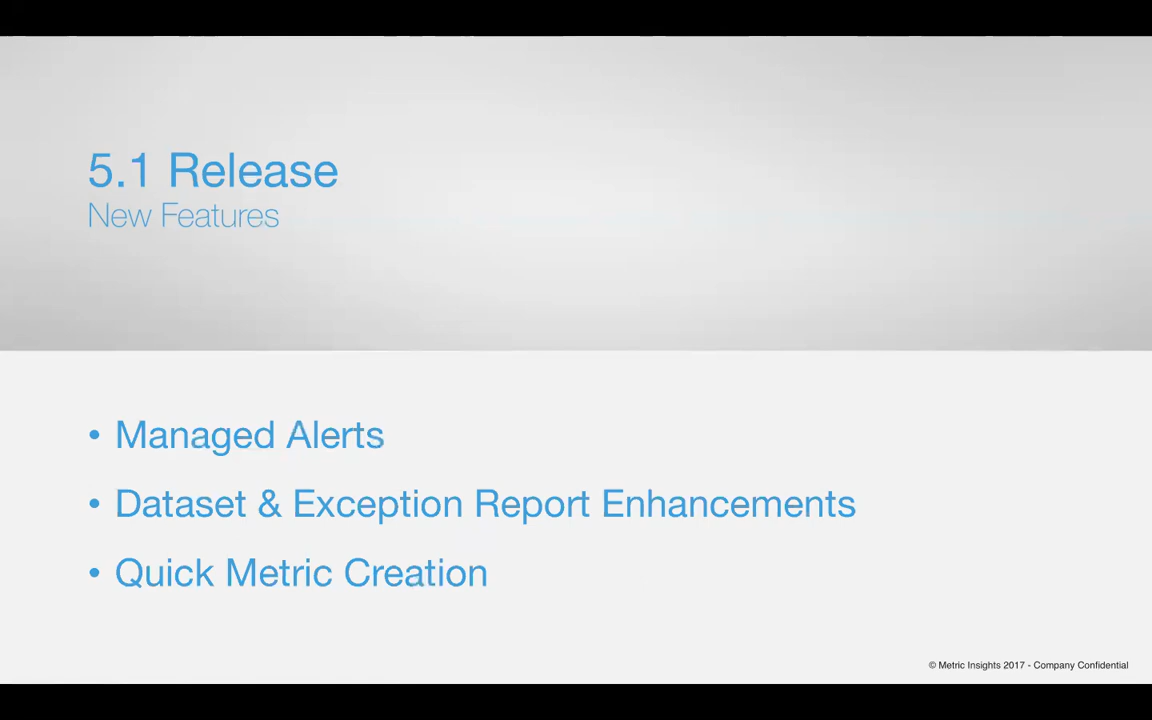 5.1 Release
New Features
• Managed Alerts
• Dataset & Exception Report Enhancements
• Quick Metric Creation
© Metric Insights 2017 - Company Confidential